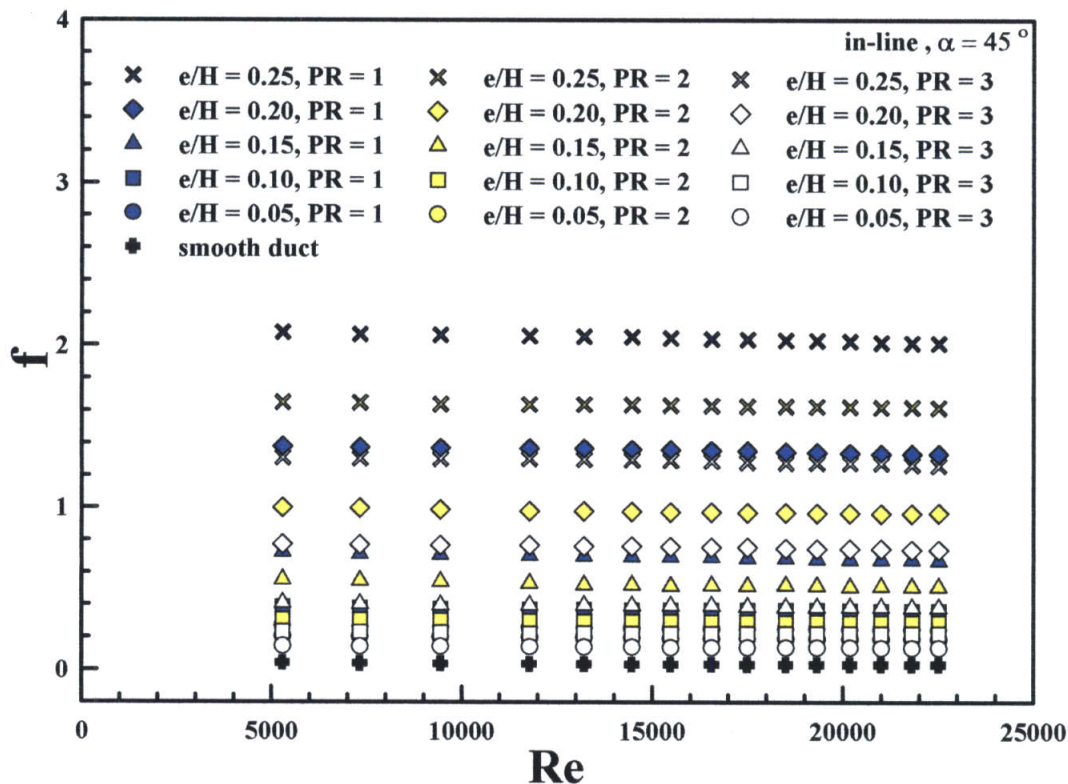 4
in-line , α = 45 °
e/H = 0.25, PR = 1
e/H = 0.25, PR = 2
e/H = 0.25, PR = 3
e/H = 0.20, PR = 1
e/H = 0.20, PR = 2
e/H = 0.20, PR = 3
e/H = 0.15, PR = 1
e/H = 0.15, PR = 2
e/H = 0.15, PR = 3
3
e/H = 0.10, PR = 1
e/H = 0.10, PR = 2
e/H = 0.10, PR = 3
e/H = 0.05, PR = 1
e/H = 0.05, PR = 2
e/H = 0.05, PR = 3
smooth duct
f
2
1
0
0 5000 10000 15000 20000 25000
Re